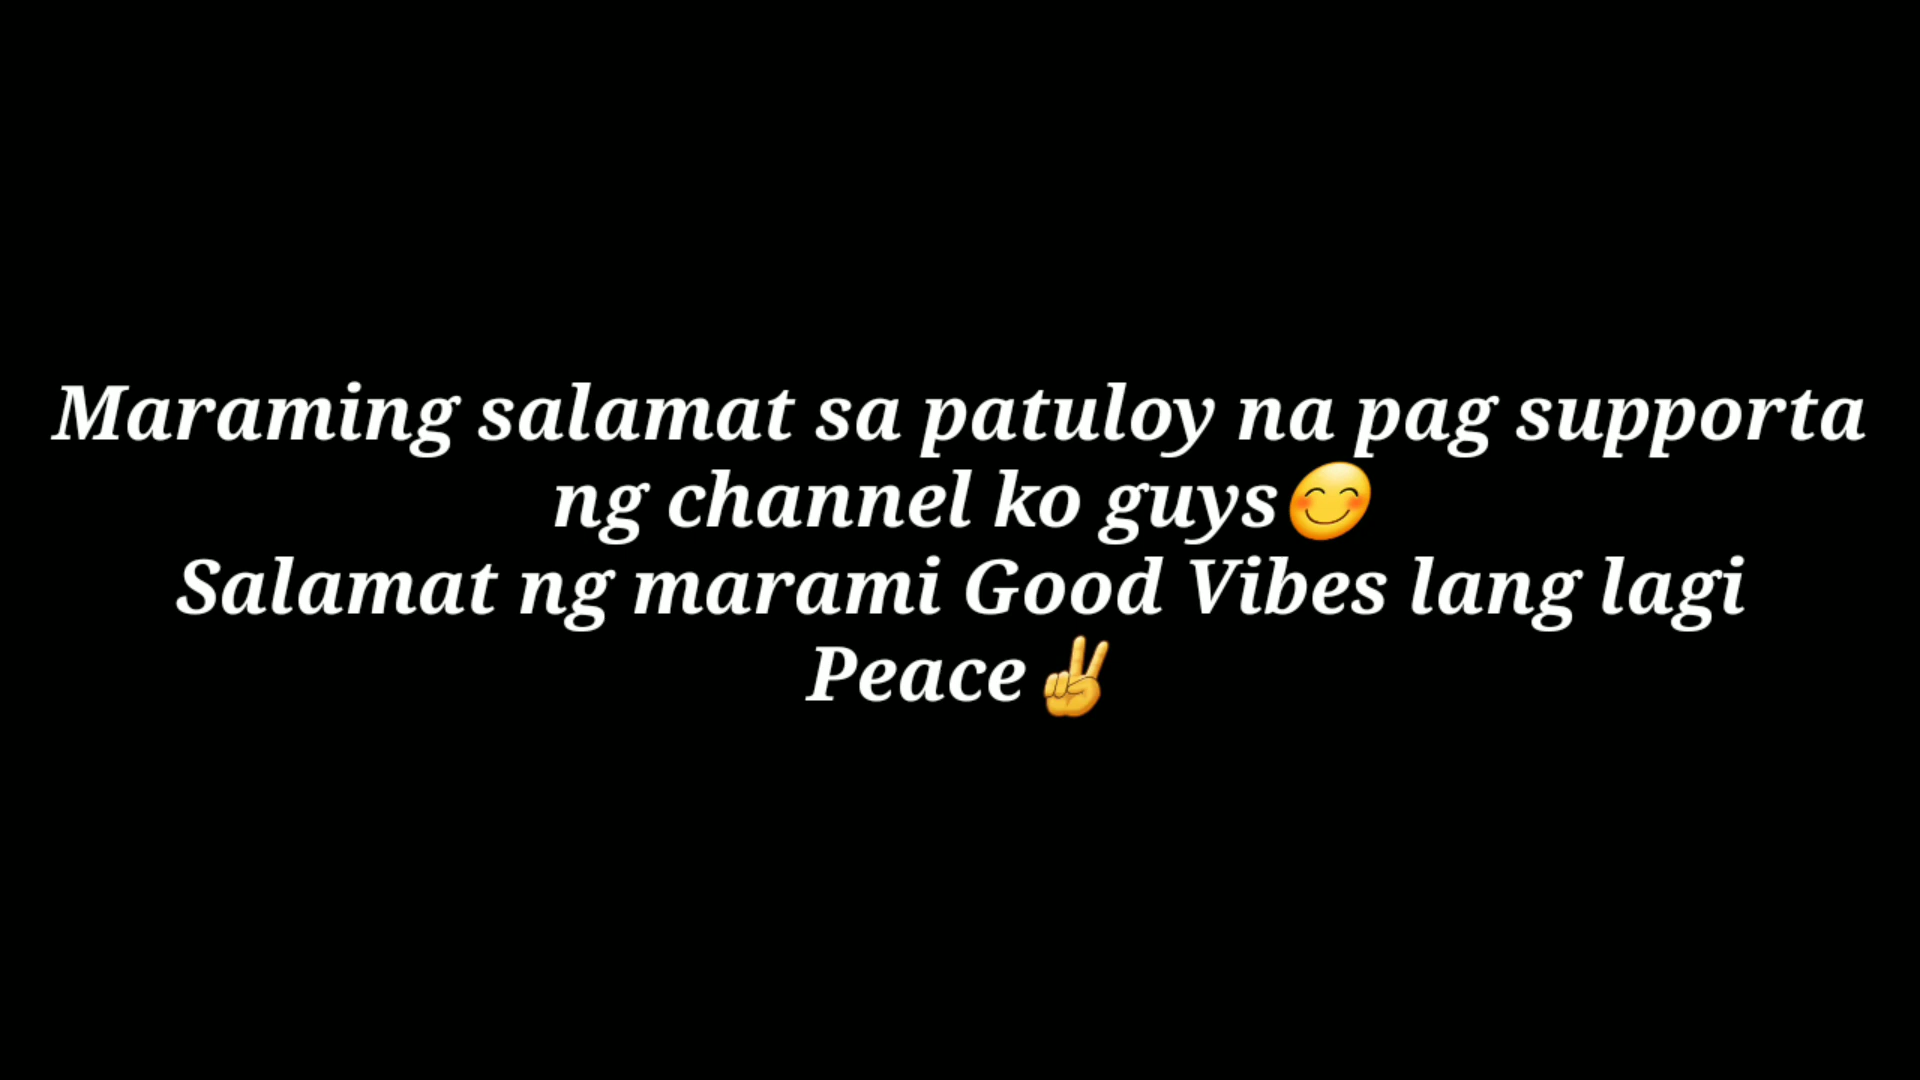 Maraming salamat sa patuloy na pag supporta
ng channel ko guys😊
Salamat ng marami Good Vibes lang lagi
Peace✌️